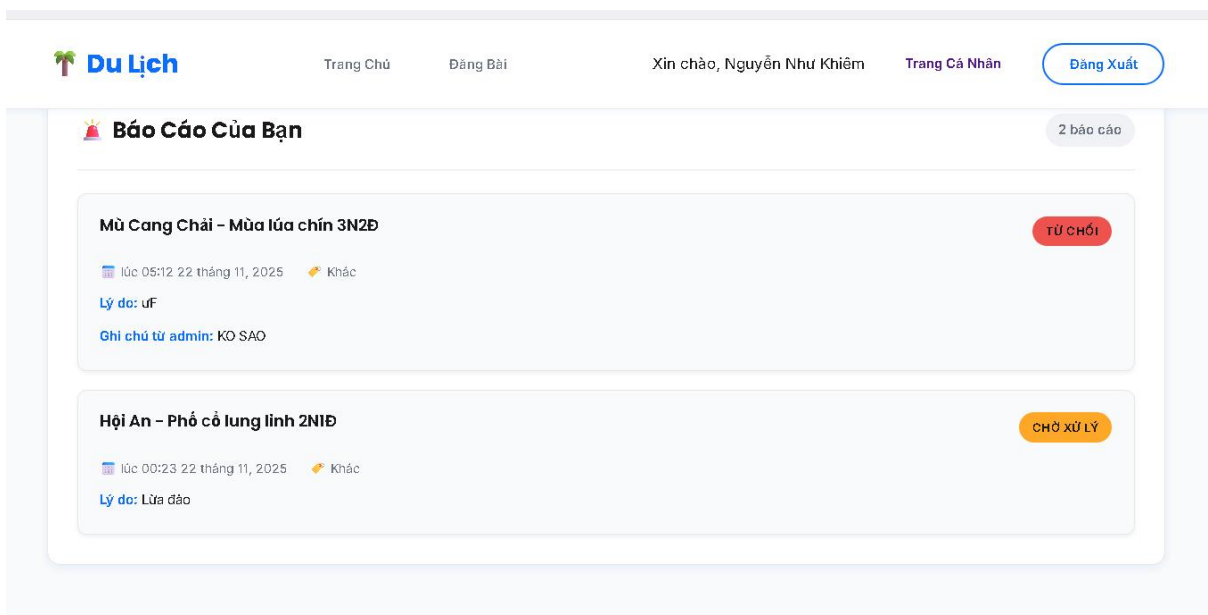 Du Lịch
Trang Chủ
Đăng Bài
Xin chào, Nguyễn Như Khiêm
Trang Cá Nhân
Đăng Xuất
Báo Cáo Của Bạn
2 báo cáo
Mù Cang Chải - Mùa lúa chín 3N2Đ
TỪ CHỐI
lúc 05:12 22 tháng 11, 2025
Khác
Lý do: ưF
Ghi chú từ admin: KO SAO
Hội An - Phố cổ lung linh 2N1Đ
CHỜ XỬ LÝ
lúc 00:23 22 tháng 11, 2025
Khác
Lý do: Lừa đảo